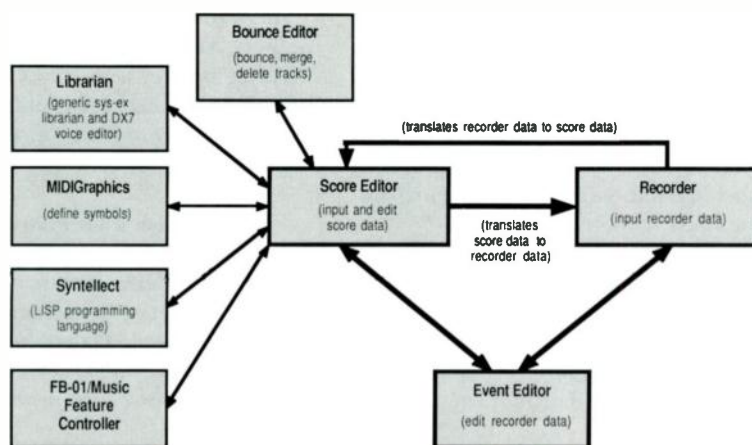 Bounce Editor
(bounce, merge,
delete tracks)
Librarian
(generic sys-ex
librarian and DX7
voice editor)
(translates recorder data to score data)
MIDIGraphics
(define symbols)
Score Editor
(input and edit
score data)
Recorder
(input recorder data)
(translates
score data to
recorder data)
Syntellect
(LISP programming
language)
FB-01/Music
Feature
Controller
Event Editor
(edit recorder data)